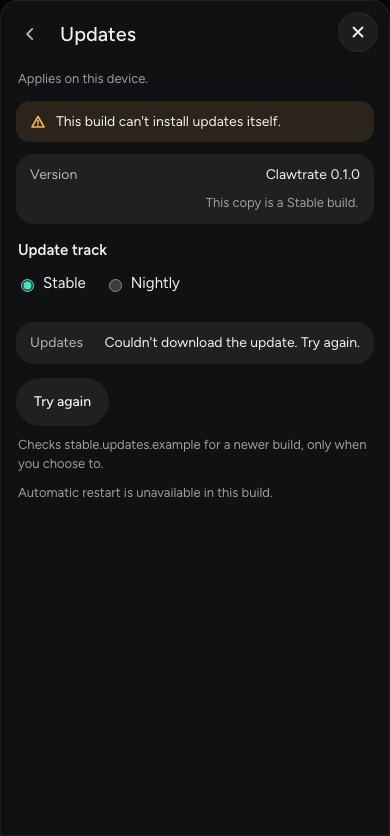 Updates
Applies on this device.
This build can't install updates itself.
Version
Clawtrate 0.1.0
This copy is a Stable build.
Update track
Stable
Nightly
Updates
Couldn't download the update. Try again.
Try again
Checks stable.updates.example for a newer build, only when
you choose to.
Automatic restart is unavailable in this build.